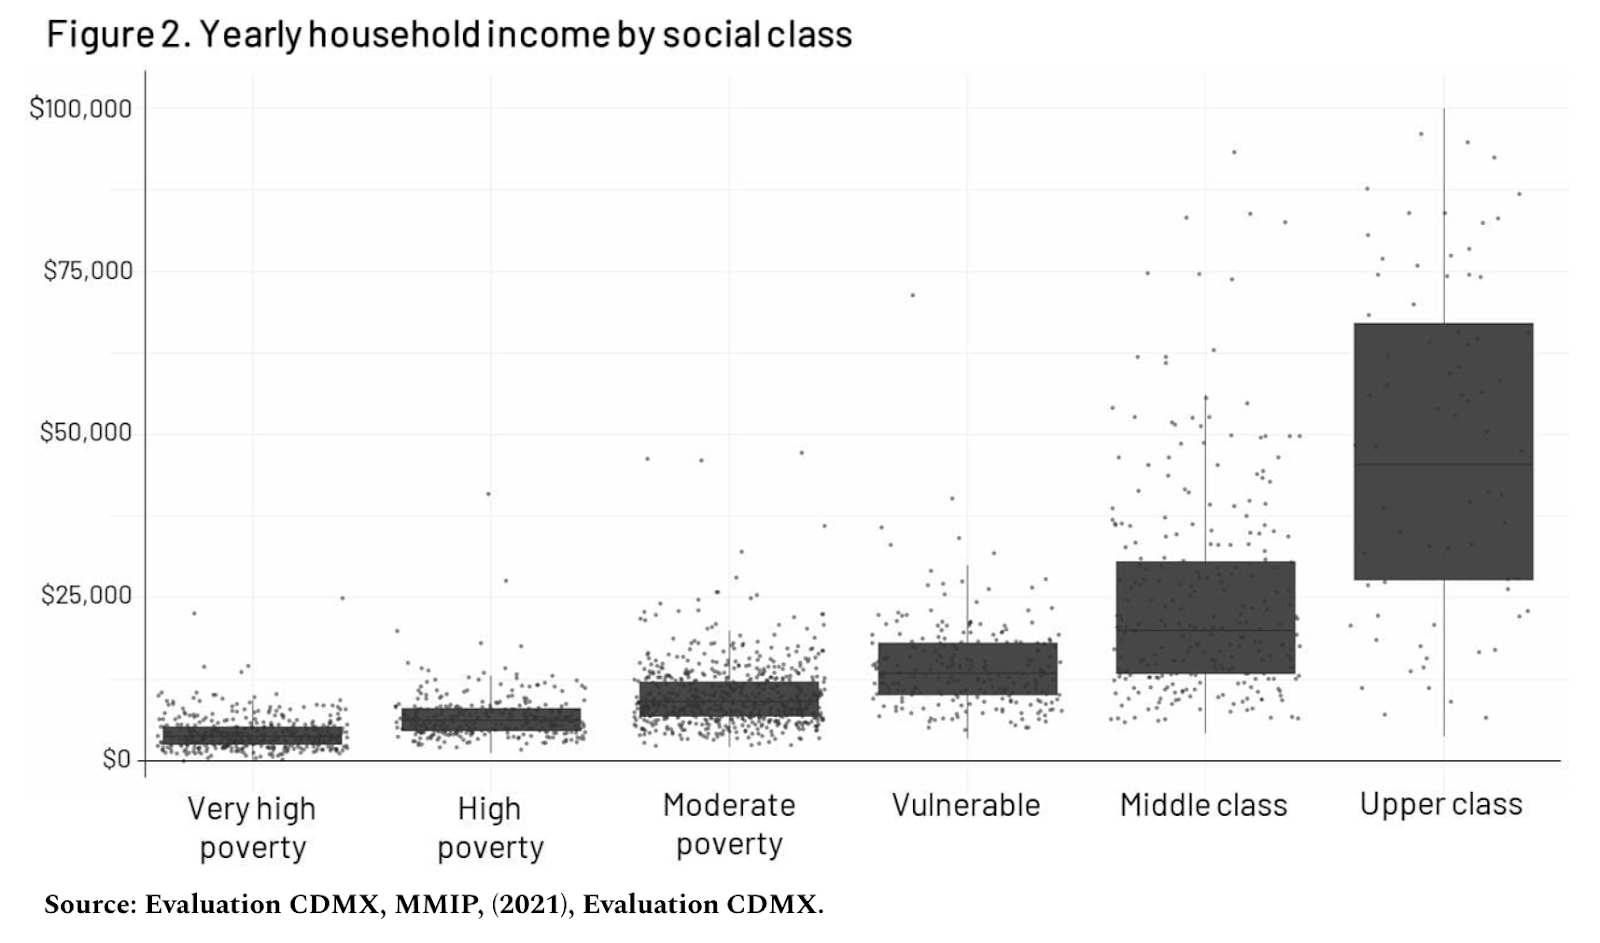 Figure 2. Yearly household income by social class
$100,000
$75,000
$50,000
$25,000
$0
Very high
poverty
High
poverty
Moderate
poverty
Vulnerable
Middle class
Upper class
Source: Evaluation CDMX, MMIP, (2021), Evaluation CDMX.